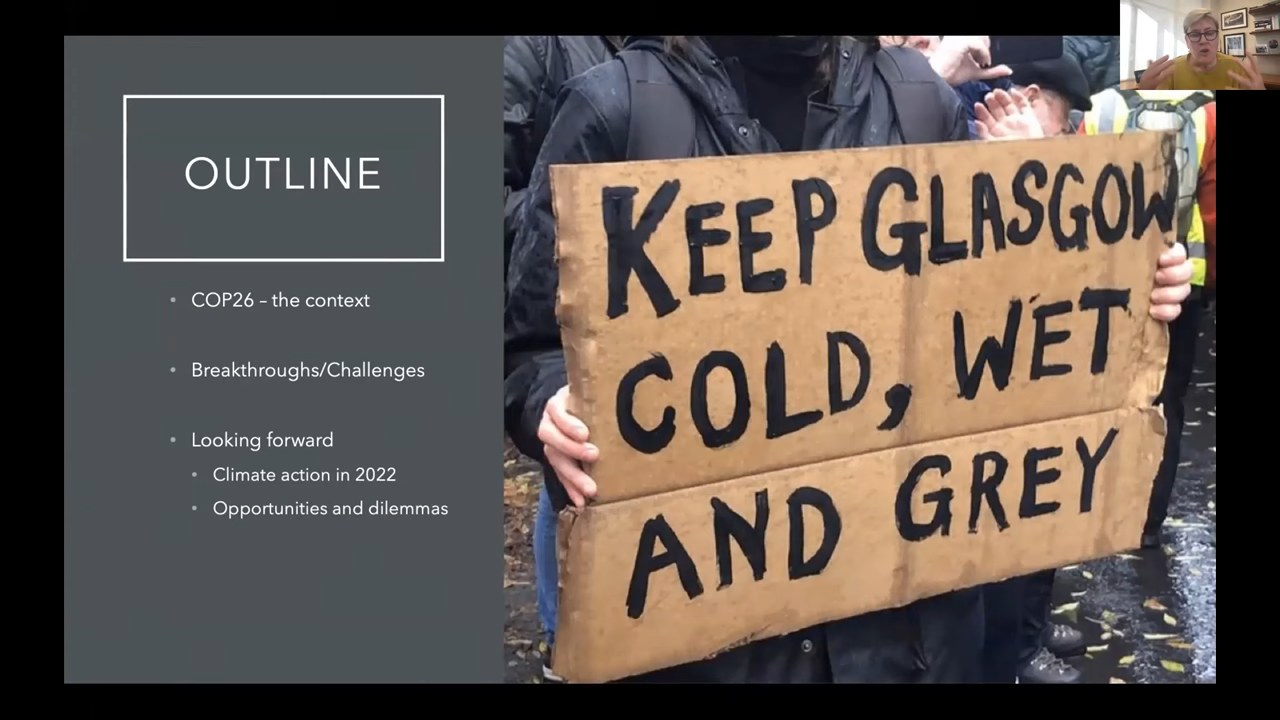 OUTLINE
• COP26 – the context
• Breakthroughs/Challenges
• Looking forward
• Climate action in 2022
• Opportunities and dilemmas
KEEP GLASGOW
COLD, WET
AND GREY